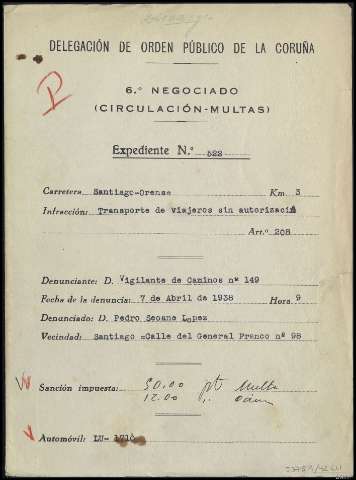 DELEGACIÓN DE ORDEN PÚBLICO DE LA CORUÑA
P
6.º NEGOCIADO
(CIRCULACIÓN-MULTAS)
Expediente N.º 522
Carretera: Santiago-Orense Km. 3
Infracción: Transporte de viajeros sin autorización
Art.º 208
Denunciante: D. Vigilante de Caminos nº 149
Fecha de la denuncia: 7 de Abril de 1938 Hora 9
Denunciado: D. Pedro Seoane Lopez
Vecindad: Santiago =Calle del General Franco nº 98
Sanción impuesta: 50.00 pt Multa
12.00 ..
Automóvil: LU- 1716